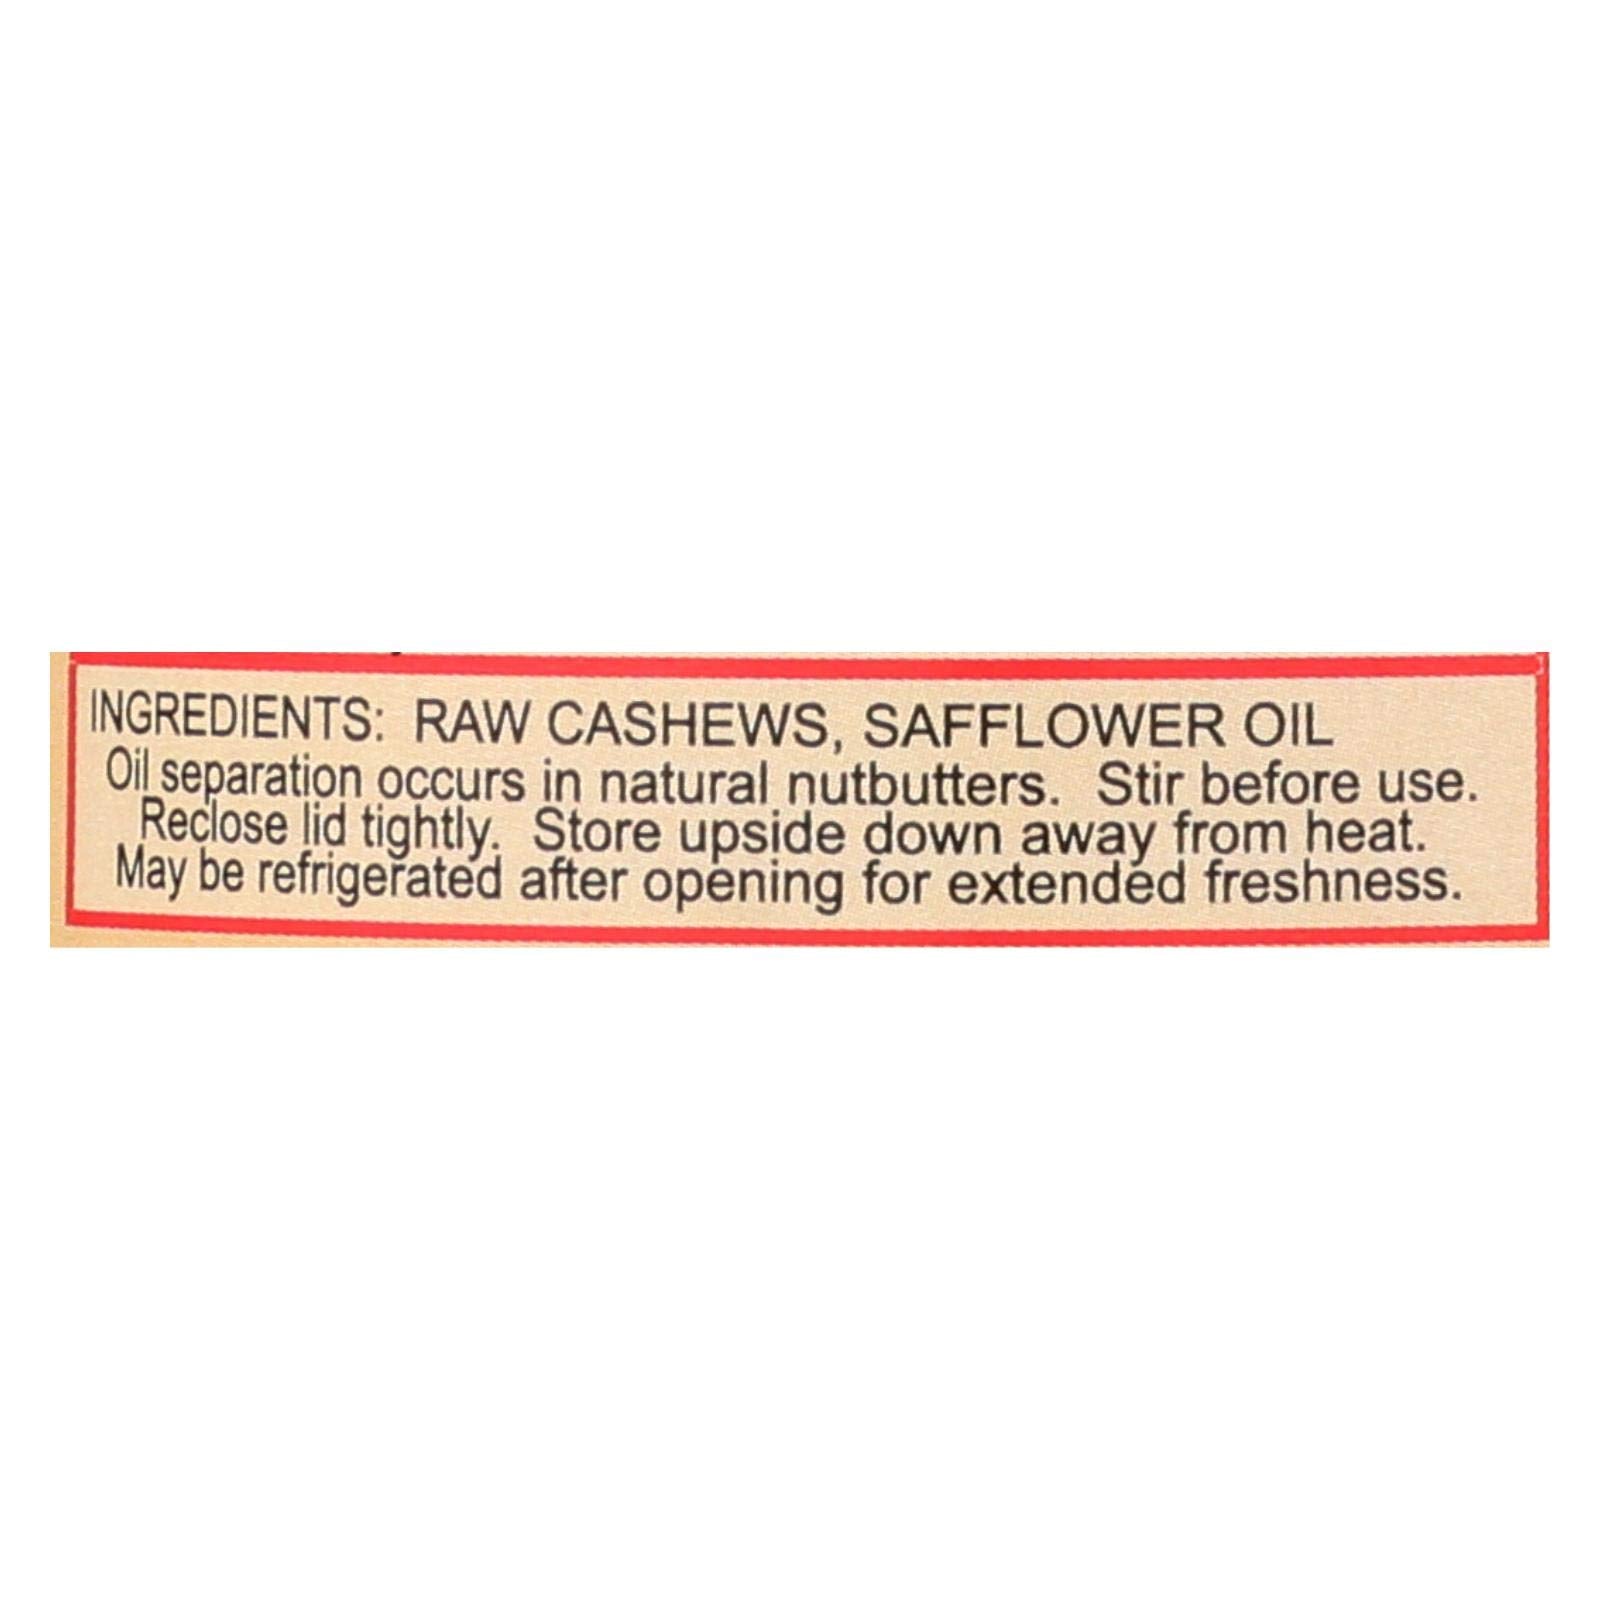 INGREDIENTS: RAW CASHEWS, SAFFLOWER OIL
Oil separation occurs in natural nutbutters. Stir before use.
Reclose lid tightly. Store upside down away from heat.
May be refrigerated after opening for extended freshness.